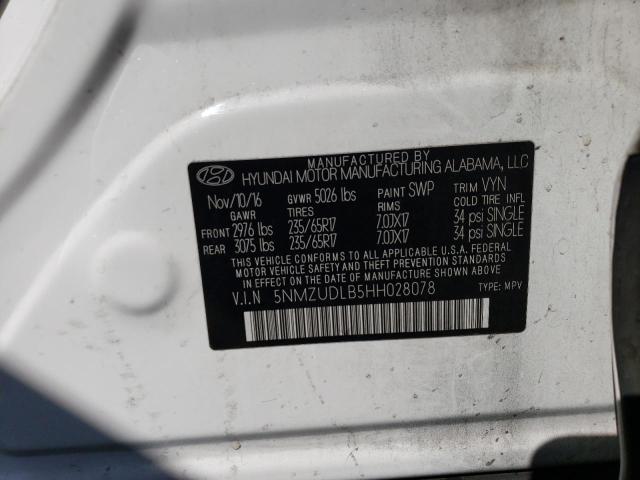 MANUFACTURED BY
HYUNDAI MOTOR MANUFACTURING ALABAMA, LLC
Nov/10/16 GVWR 5026 lbs PAINT SWP TRIM VYN
GAWR TIRES RIMS COLD TIRE INFL
FRONT 2976 lbs 235/65R17 7.0JX17 34 psi SINGLE
REAR 3075 lbs 235/65R17 7.0JX17 34 psi SINGLE
THIS VEHICLE CONFORMS TO ALL APPLICABLE U.S.A. FEDERAL
MOTOR VEHICLE SAFETY AND THEFT PREVENTION STANDARDS
IN EFFECT ON THE DATE OF MANUFACTURE SHOWN ABOVE.
V.I.N 5NMZUDLB5HH028078 TYPE: MPV